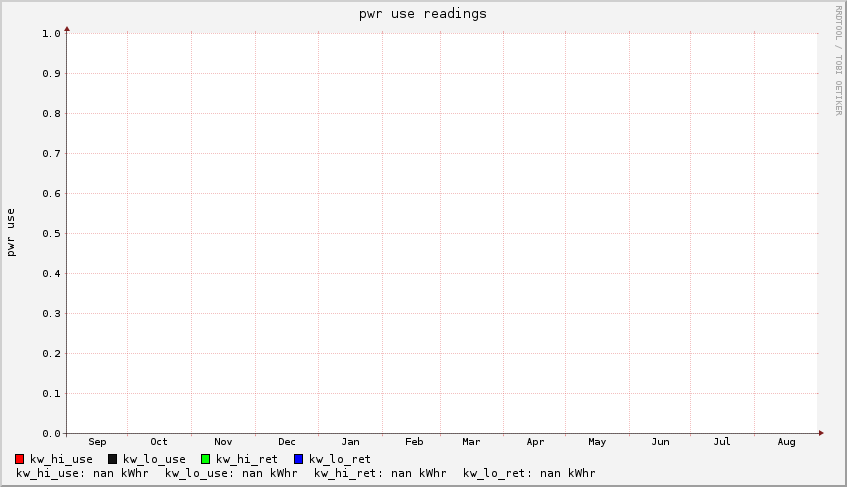 pwr use readings
RRDTOOL / TOBI OETIKER
pwr use
1.0
0.9
0.8
0.7
0.6
0.5
0.4
0.3
0.2
0.1
0.0
Sep Oct Nov Dec Jan Feb Mar Apr May Jun Jul Aug
kw_hi_use kw_lo_use kw_hi_ret kw_lo_ret
kw_hi_use: nan kWhr kw_lo_use: nan kWhr kw_hi_ret: nan kWhr kw_lo_ret: nan kWhr